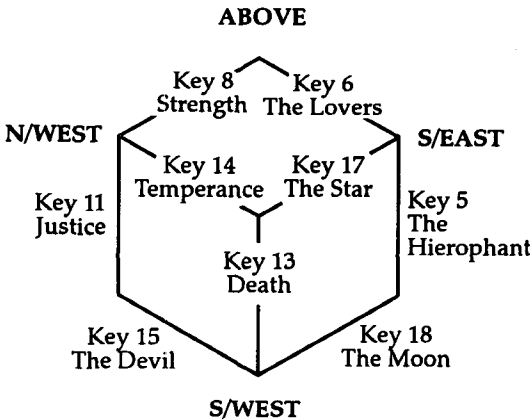 ABOVE
Key 8
Strength
Key 6
The Lovers
N/WEST
S/EAST
Key 14
Temperance
Key 17
The Star
Key 11
Justice
Key 5
The
Hierophant
Key 13
Death
Key 15
The Devil
Key 18
The Moon
S/WEST